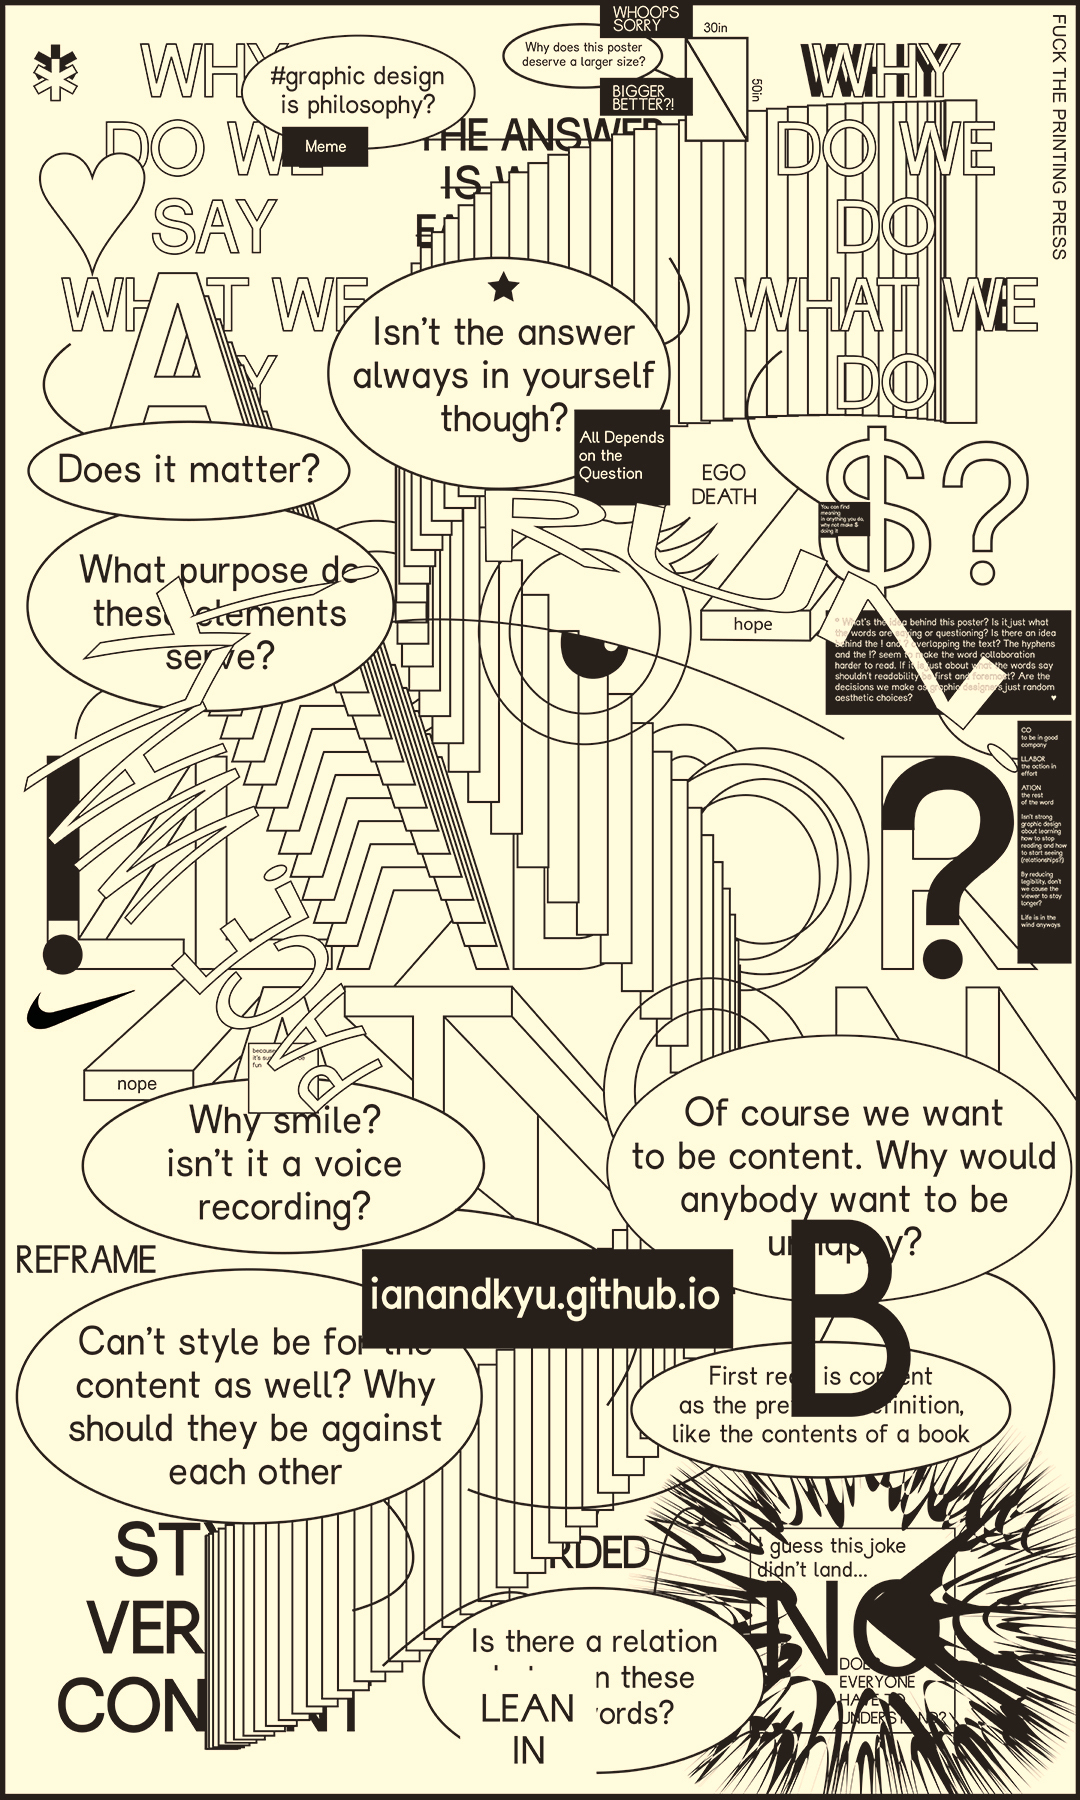 WHY
DO WE
SAY
WHAT WE
#graphic design
is philosophy?
Meme
WHOOPS
SORRY
Why does this poster
deserve a larger size?
BIGGER
BETTER?!
30in
50in
THE ANSWER
IS
WHY
DO WE
DO
WHAT WE
DO
FUCK THE PRINTING PRESS
A
Isn't the answer
always in yourself
though?
All Depends
on the
Question
EGO
DEATH
$?
You can find
meaning
in anything you do,
why not make $
doing it
Does it matter?
What purpose do
these elements
serve?
RUN
hope
* What's the idea behind this poster? Is it just what
the words are saying or questioning? Is there an idea
behind the ! and ? overlapping the text? The hyphens
and the !? seem to make the word collaboration
harder to read. If it is just about what the words say
shouldn't readability be first and foremost? Are the
decisions we make as graphic designers just random
aesthetic choices?
CO
to be in good
company
LLABOR
the action in
effort
ATION
the rest
of the word
Isn't strong
graphic design
about learning
how to stop
reading and how
to start seeing
(relationships?)
By reducing
legibility, don't
we cause the
viewer to stay
longer?
Life is in the
wind anyways
!
?
nope
fun
Why smile?
isn't it a voice
recording?
Of course we want
to be content. Why would
anybody want to be
unhappy?
REFRAME
ianandkyu.github.io
B
Can't style be for the
content as well? Why
should they be against
each other
First read is content
as the definition,
like the contents of a book
ST
VER
CON
RDED
Is there a relation
these
words?
LEAN
IN
I guess this joke
didn't land...
NO
DOES
EVERYONE
HAVE TO
UNDERSTAND?